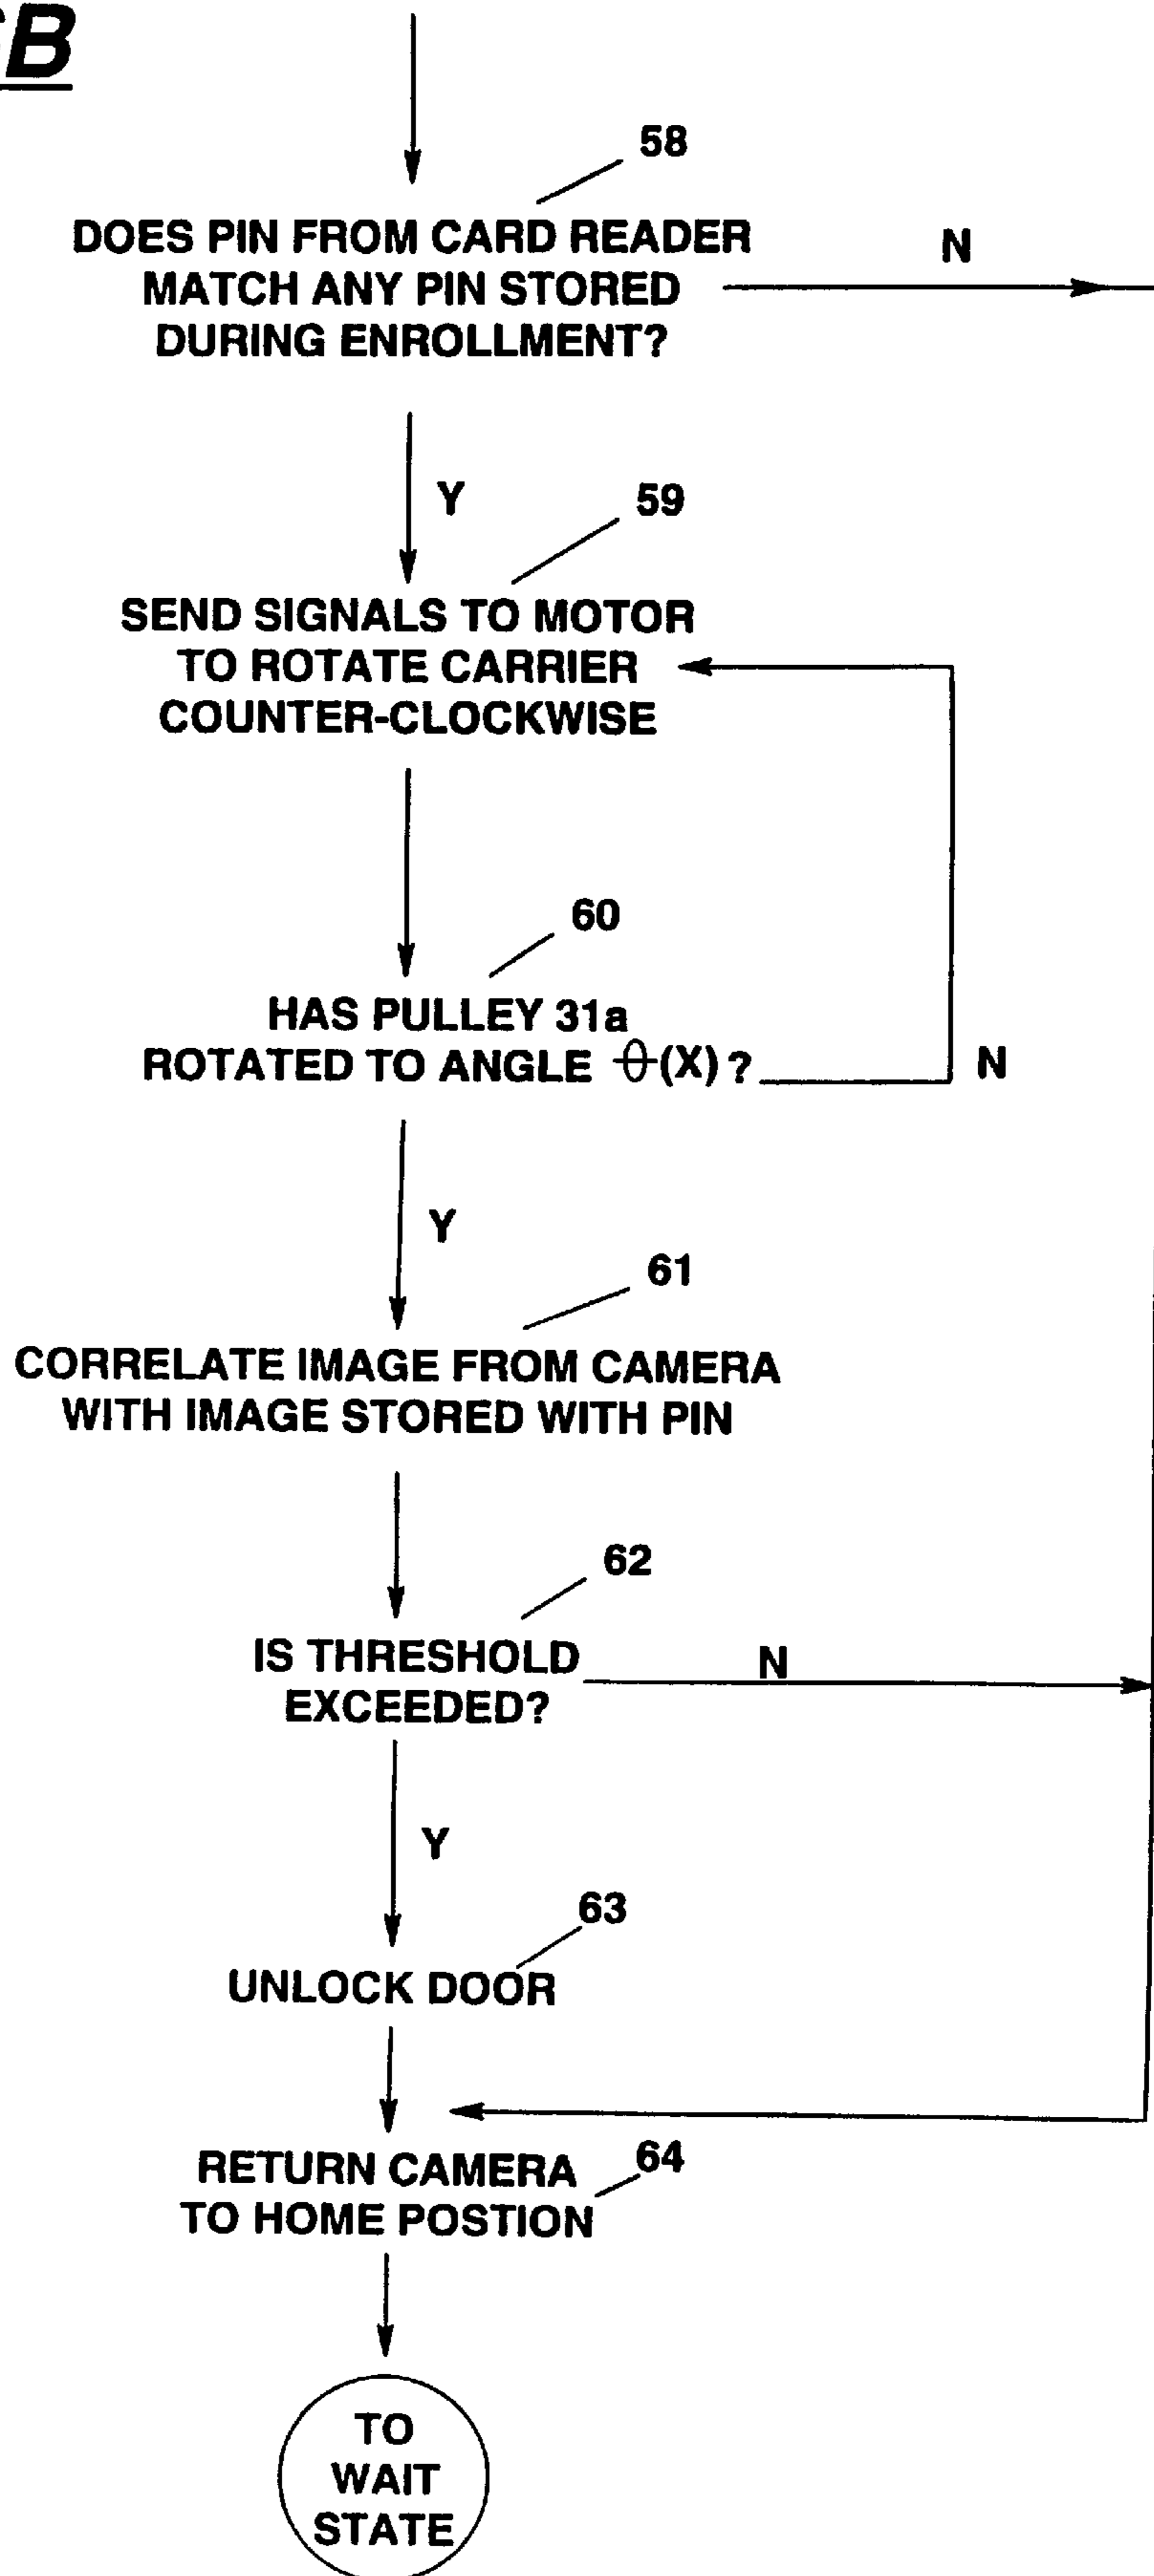 58
DOES PIN FROM CARD READER
MATCH ANY PIN STORED
DURING ENROLLMENT?
N
Y
59
SEND SIGNALS TO MOTOR
TO ROTATE CARRIER
COUNTER-CLOCKWISE
60
HAS PULLEY 31a
ROTATED TO ANGLE θ(X) ?
N
Y
61
CORRELATE IMAGE FROM CAMERA
WITH IMAGE STORED WITH PIN
62
IS THRESHOLD
EXCEEDED?
N
Y
63
UNLOCK DOOR
64
RETURN CAMERA
TO HOME POSTION
TO
WAIT
STATE